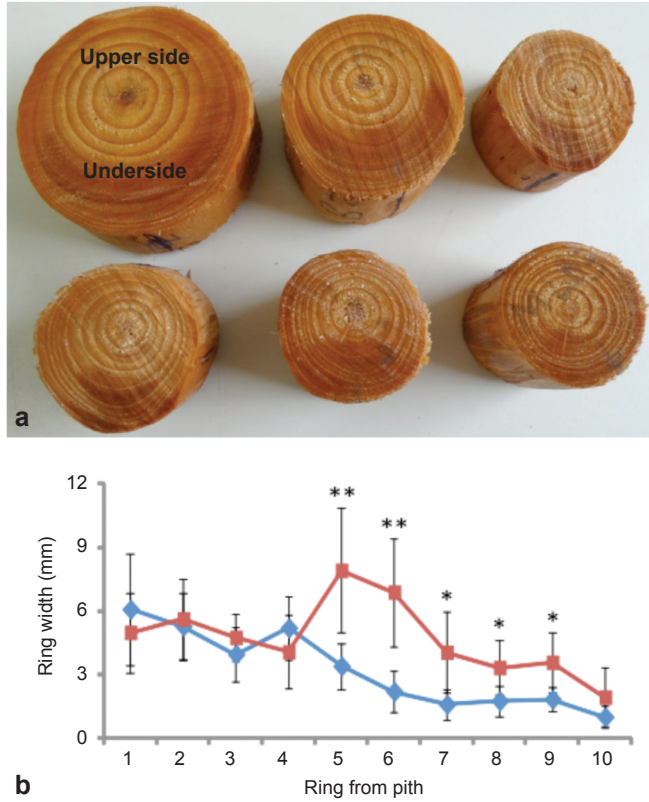 Upper side
Underside
a
12
9
6
3
0
Ring width (mm)
** ** * * *
1 2 3 4 5 6 7 8 9 10
Ring from pith
b